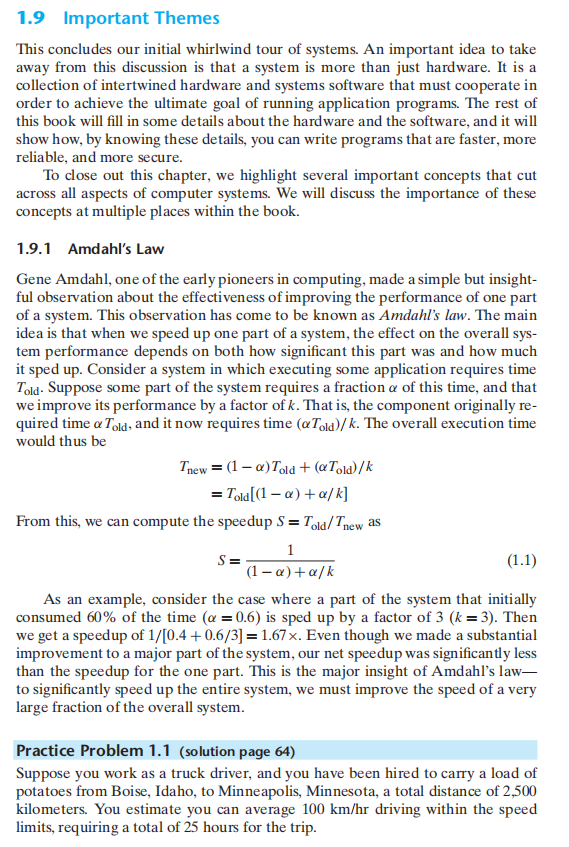 1.9 Important Themes
This concludes our initial whirlwind tour of systems. An important idea to take
away from this discussion is that a system is more than just hardware. It is a
collection of intertwined hardware and systems software that must cooperate in
order to achieve the ultimate goal of running application programs. The rest of
this book will fill in some details about the hardware and the software, and it will
show how, by knowing these details, you can write programs that are faster, more
reliable, and more secure.
To close out this chapter, we highlight several important concepts that cut
across all aspects of computer systems. We will discuss the importance of these
concepts at multiple places within the book.
1.9.1 Amdahl's Law
Gene Amdahl, one of the early pioneers in computing, made a simple but insight-
ful observation about the effectiveness of improving the performance of one part
of a system. This observation has come to be known as Amdahl's law. The main
idea is that when we speed up one part of a system, the effect on the overall sys-
tem performance depends on both how significant this part was and how much
it sped up. Consider a system in which executing some application requires time
Told. Suppose some part of the system requires a fraction α of this time, and that
we improve its performance by a factor of k. That is, the component originally re-
quired time αTold, and it now requires time (αTold)/k. The overall execution time
would thus be
Tnew = (1 − α)Told + (αTold)/k
= Told[(1 − α) + α/k]
From this, we can compute the speedup S = Told/Tnew as
S = 1 / (1 − α) + α/k (1.1)
As an example, consider the case where a part of the system that initially
consumed 60% of the time (α = 0.6) is sped up by a factor of 3 (k = 3). Then
we get a speedup of 1/[0.4 + 0.6/3] = 1.67×. Even though we made a substantial
improvement to a major part of the system, our net speedup was significantly less
than the speedup for the one part. This is the major insight of Amdahl's law—
to significantly speed up the entire system, we must improve the speed of a very
large fraction of the overall system.
Practice Problem 1.1 (solution page 64)
Suppose you work as a truck driver, and you have been hired to carry a load of
potatoes from Boise, Idaho, to Minneapolis, Minnesota, a total distance of 2,500
kilometers. You estimate you can average 100 km/hr driving within the speed
limits, requiring a total of 25 hours for the trip.